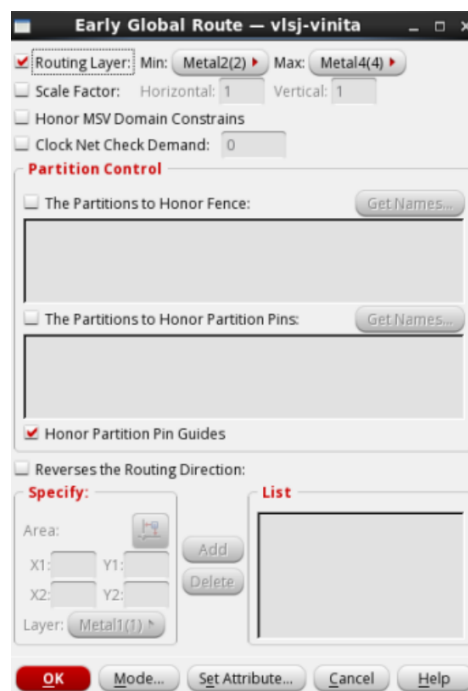 Early Global Route — vlsj-vinita
Routing Layer: Min: Metal2(2) Max: Metal4(4)
Scale Factor: Horizontal: 1 Vertical: 1
Honor MSV Domain Constrains
Clock Net Check Demand: 0
Partition Control
The Partitions to Honor Fence: Get Names...
The Partitions to Honor Partition Pins: Get Names...
Honor Partition Pin Guides
Reverses the Routing Direction:
Specify:
Area:
X1: Y1:
X2: Y2:
Layer: Metal1(1)
Add
Delete
List
OK Mode... Set Attribute... Cancel Help